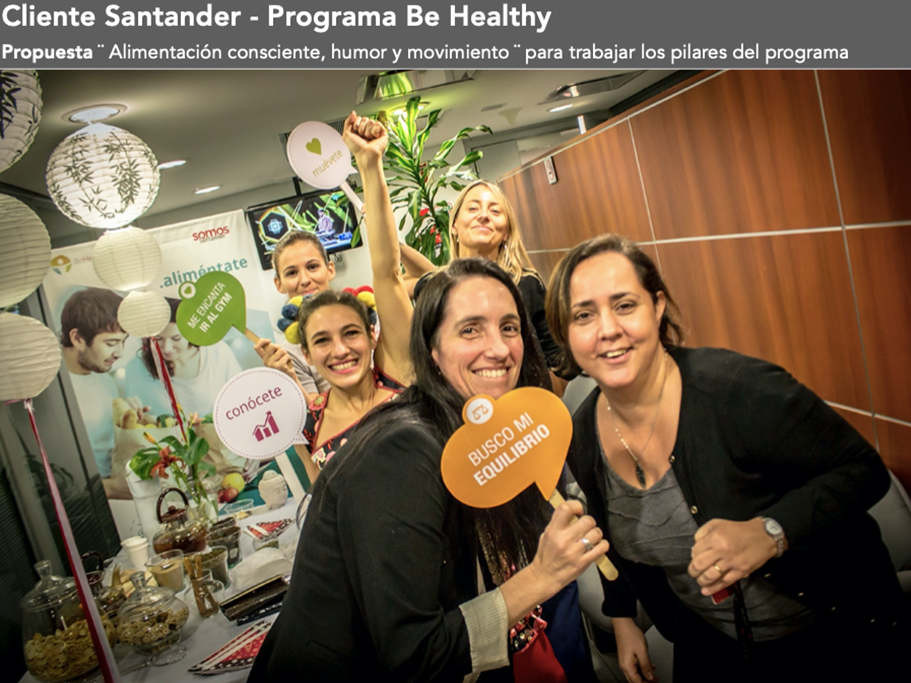 Cliente Santander - Programa Be Healthy
Propuesta ¨ Alimentación consciente, humor y movimiento ¨ para trabajar los pilares del programa
muévete
somos
.aliméntate
ME ENCANTA
IR AL GYM
conócete
BUSCO MI
EQUILIBRIO